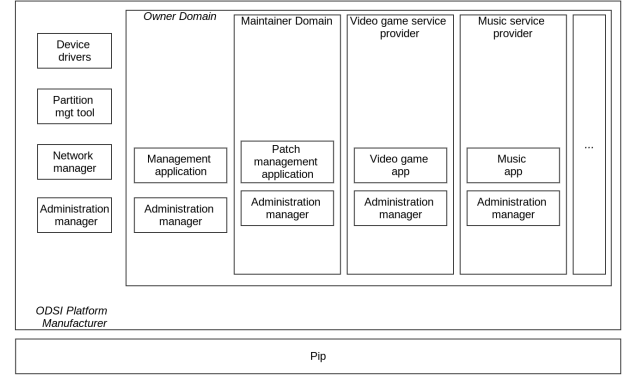 Owner Domain
Maintainer Domain
Video game service
provider
Music service
provider
Device
drivers
Partition
mgt tool
Network
manager
Administration
manager
Management
application
Administration
manager
Patch
management
application
Administration
manager
Video game
app
Administration
manager
Music
app
Administration
manager
...
ODSI Platform
Manufacturer
Pip